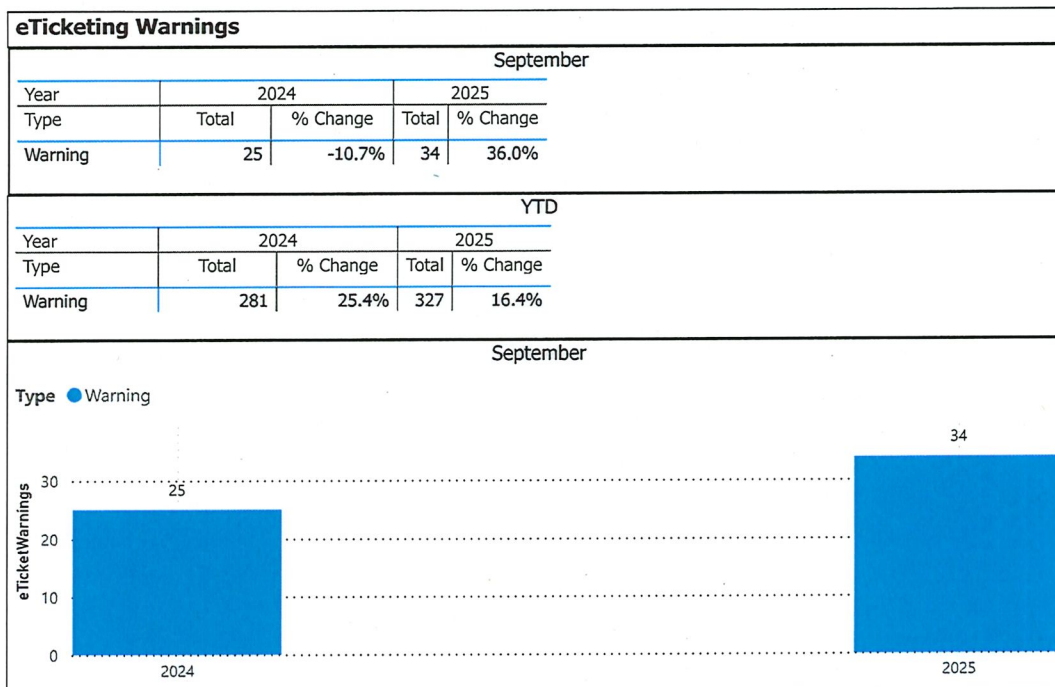 eTicketing Warnings
September
Year 2024 2025
Type Total % Change Total % Change
Warning 25 -10.7% 34 36.0%
YTD
Year 2024 2025
Type Total % Change Total % Change
Warning 281 25.4% 327 16.4%
September
Type Warning
34
30
25
20
10
0
eTicketWarnings
2024 2025